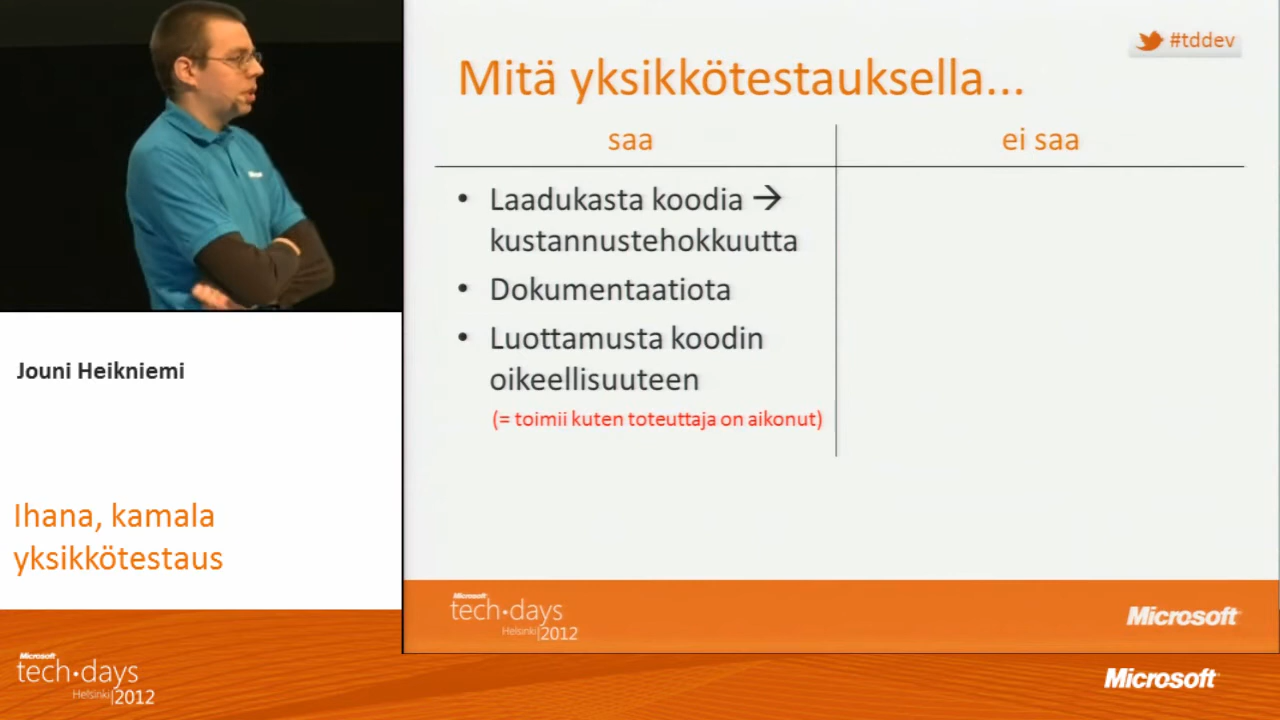 #tddev
Mitä yksikkötestauksella...
saa
ei saa
• Laadukasta koodia →
kustannustehokkuutta
• Dokumentaatiota
• Luottamusta koodin
oikeellisuuteen
(= toimii kuten toteuttaja on aikonut)
Jouni Heikniemi
Ihana, kamala
yksikkötestaus
Microsoft
tech·days
Helsinki|2012
Microsoft
Microsoft
tech·days
Helsinki|2012
Microsoft